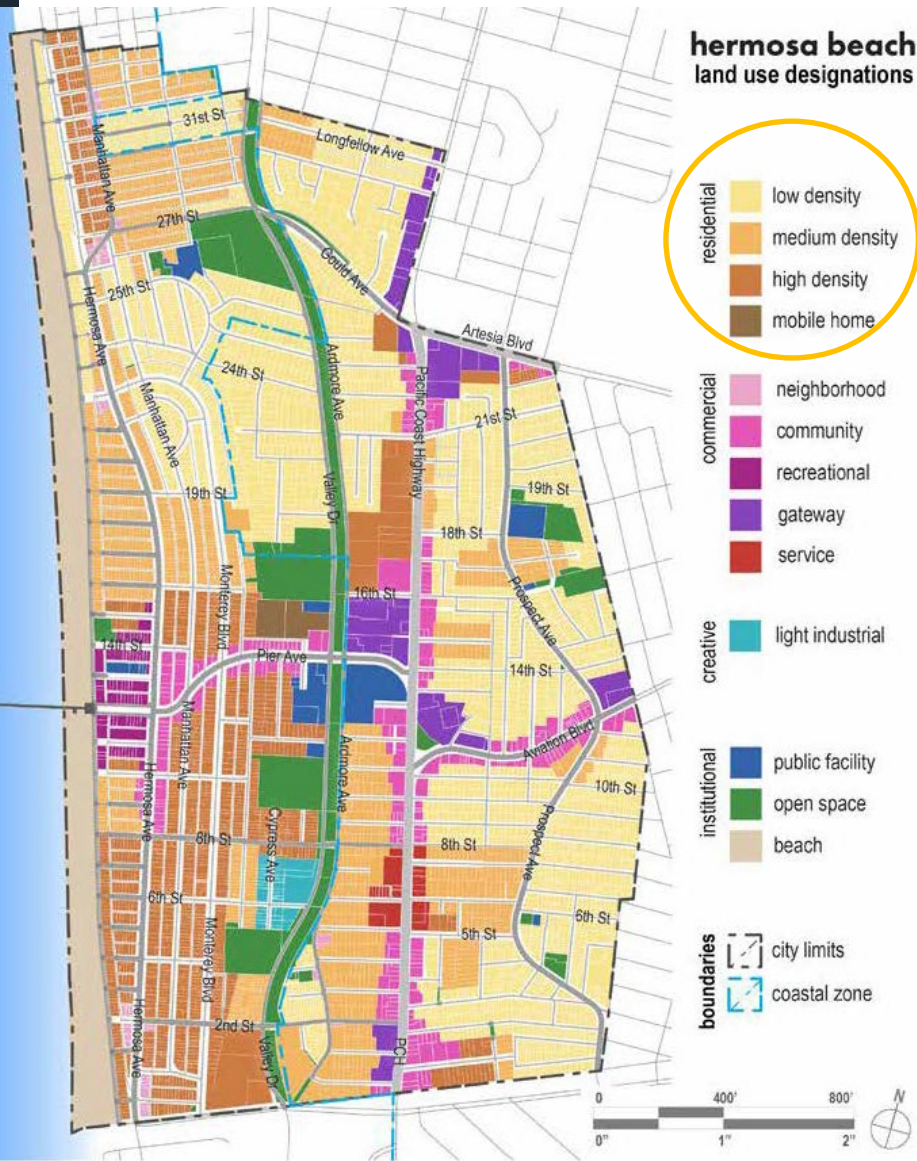 hermosa beach
land use designations
residential
low density
medium density
high density
mobile home
commercial
neighborhood
community
recreational
gateway
service
creative
light industrial
institutional
public facility
open space
beach
boundaries
city limits
coastal zone
0 400' 800'
0" 1" 2"
N
31st St
Longfellow Ave
Manhattan Ave
27th St
Gould Ave
25th St
Hermosa Ave
Artesia Blvd
24th St
Ardmore Ave
Pacific Coast Highway
Manhattan Ave
21st St
19th St
Valley Dr
19th St
18th St
Monterey Blvd
16th St
Prospect Ave
14th St
Pier Ave
14th St
Manhattan Ave
Aviation Blvd
Ardmore Ave
Hermosa Ave
10th St
Cypress Ave
Prospect Ave
8th St
8th St
6th St
6th St
Monterey Blvd
5th St
Hermosa Ave
2nd St
Valley Dr
PCH